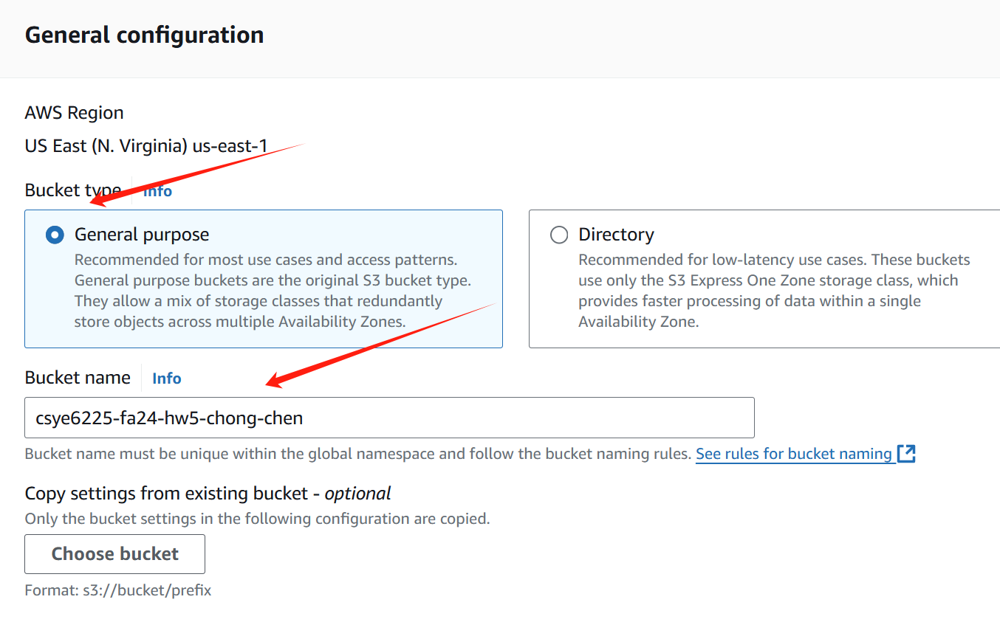 General configuration
AWS Region
US East (N. Virginia) us-east-1
Bucket type Info
General purpose
Recommended for most use cases and access patterns.
General purpose buckets are the original S3 bucket type.
They allow a mix of storage classes that redundantly
store objects across multiple Availability Zones.
Directory
Recommended for low-latency use cases. These buckets
use only the S3 Express One Zone storage class, which
provides faster processing of data within a single
Availability Zone.
Bucket name Info
csye6225-fa24-hw5-chong-chen
Bucket name must be unique within the global namespace and follow the bucket naming rules. See rules for bucket naming
Copy settings from existing bucket - optional
Only the bucket settings in the following configuration are copied.
Choose bucket
Format: s3://bucket/prefix